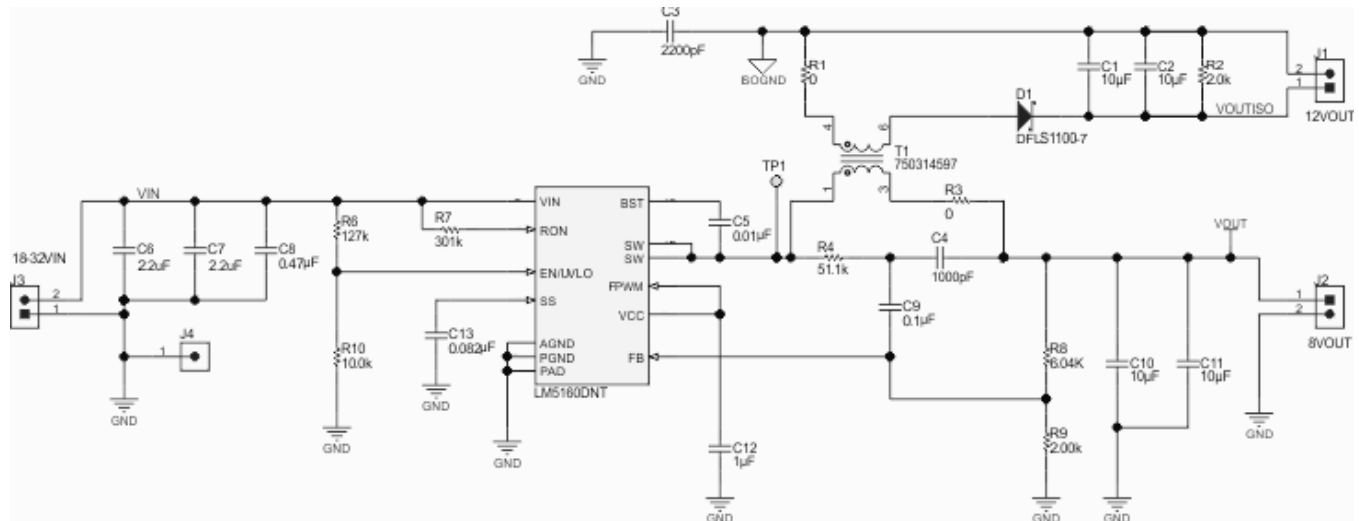 C3
2200pF
GND
BOGND
R1
0
C1
10µF
C2
10µF
R2
2.0k
J1
2
1
12VOUT
D1
VOUTISO
DFLS1100-7
4
6
T1
750314597
TP1
1
3
R3
0
VIN
18-32VIN
J3
2
1
C6
2.2uF
C7
2.2uF
C8
0.47µF
R6
127k
R7
301k
VIN
RON
EN/UVLO
SS
AGND
PGND
PAD
BST
SW
SW
FPWM
VCC
FB
LM5160DNT
C5
0.01µF
R4
51.1k
C4
1000pF
VOUT
C9
0.1µF
J4
1
R10
10.0k
C13
0.082µF
GND
GND
GND
GND
C12
1µF
GND
R8
6.04K
R9
2.00k
GND
C10
10µF
C11
10µF
GND
J2
1
2
8VOUT
GND